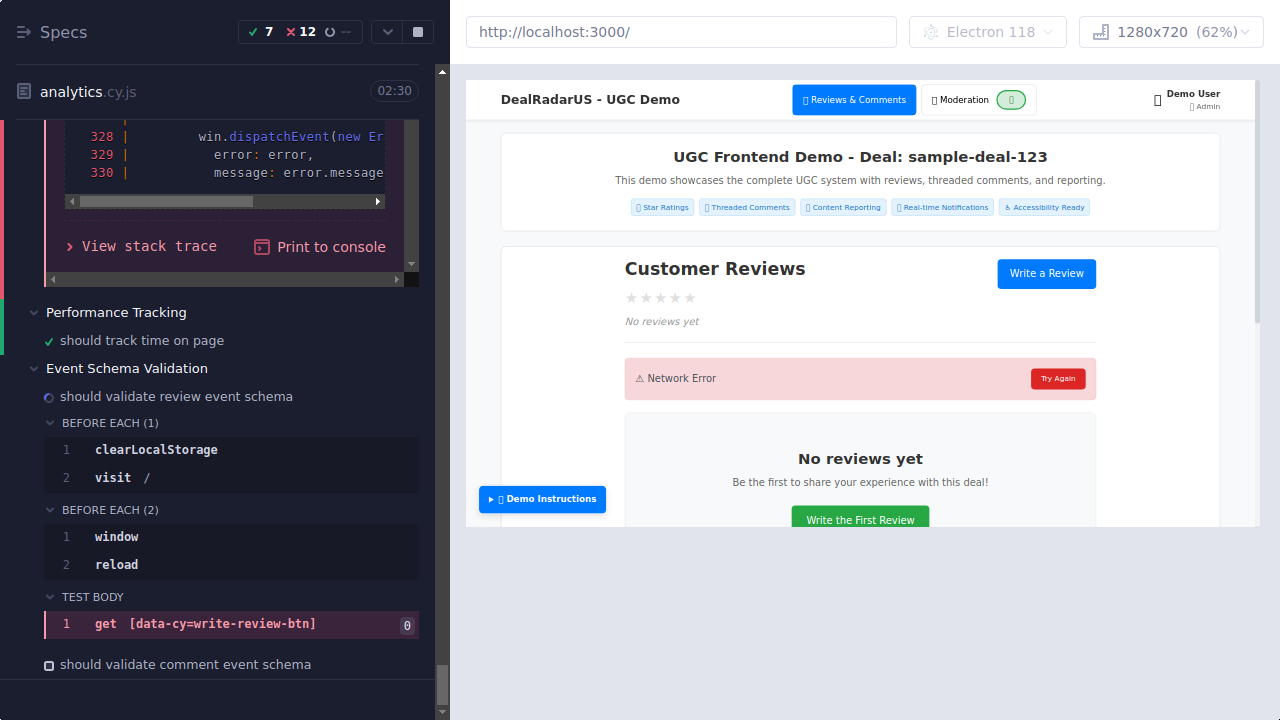 Specs
7
12
--
analytics.cy.js
02:30
328 | win.dispatchEvent(new Er
329 | error: error,
330 | message: error.message
View stack trace
Print to console
Performance Tracking
should track time on page
Event Schema Validation
should validate review event schema
BEFORE EACH (1)
1 clearLocalStorage
2 visit /
BEFORE EACH (2)
1 window
2 reload
TEST BODY
1 get [data-cy=write-review-btn] 0
should validate comment event schema
http://localhost:3000/
Electron 118
1280x720 (62%)
DealRadarUS - UGC Demo
Reviews & Comments
Moderation
Demo User
Admin
UGC Frontend Demo - Deal: sample-deal-123
This demo showcases the complete UGC system with reviews, threaded comments, and reporting.
Star Ratings
Threaded Comments
Content Reporting
Real-time Notifications
Accessibility Ready
Customer Reviews
Write a Review
★★★★★
No reviews yet
⚠ Network Error
Try Again
No reviews yet
Be the first to share your experience with this deal!
Write the First Review
▸ Demo Instructions